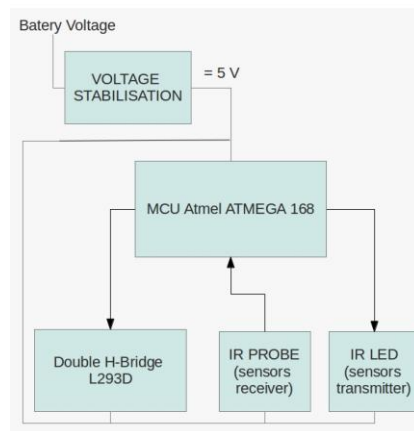 Batery Voltage
VOLTAGE
STABILISATION
= 5 V
MCU Atmel ATMEGA 168
Double H-Bridge
L293D
IR PROBE
(sensors
receiver)
IR LED
(sensors
transmitter)